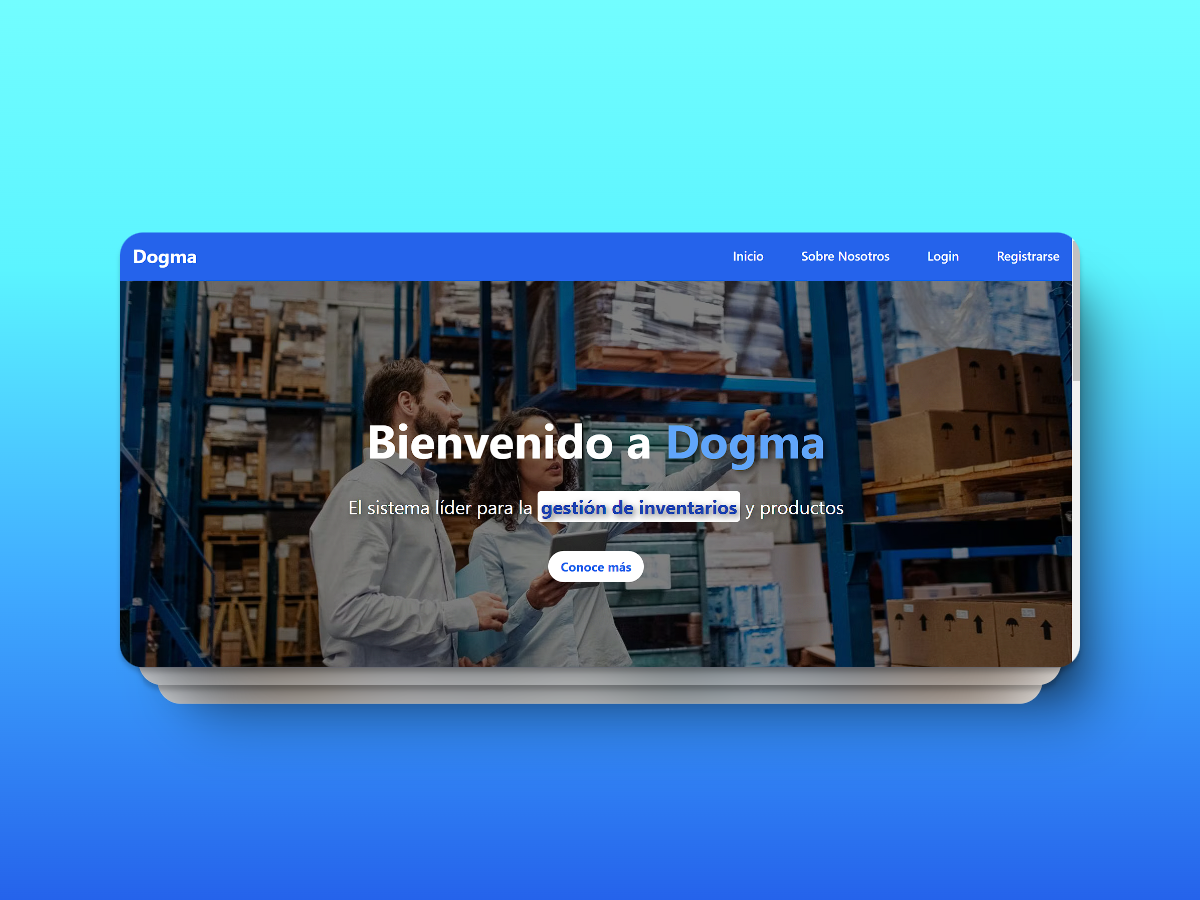 Dogma
Inicio Sobre Nosotros Login Registrarse
Bienvenido a Dogma
El sistema líder para la gestión de inventarios y productos
Conoce más